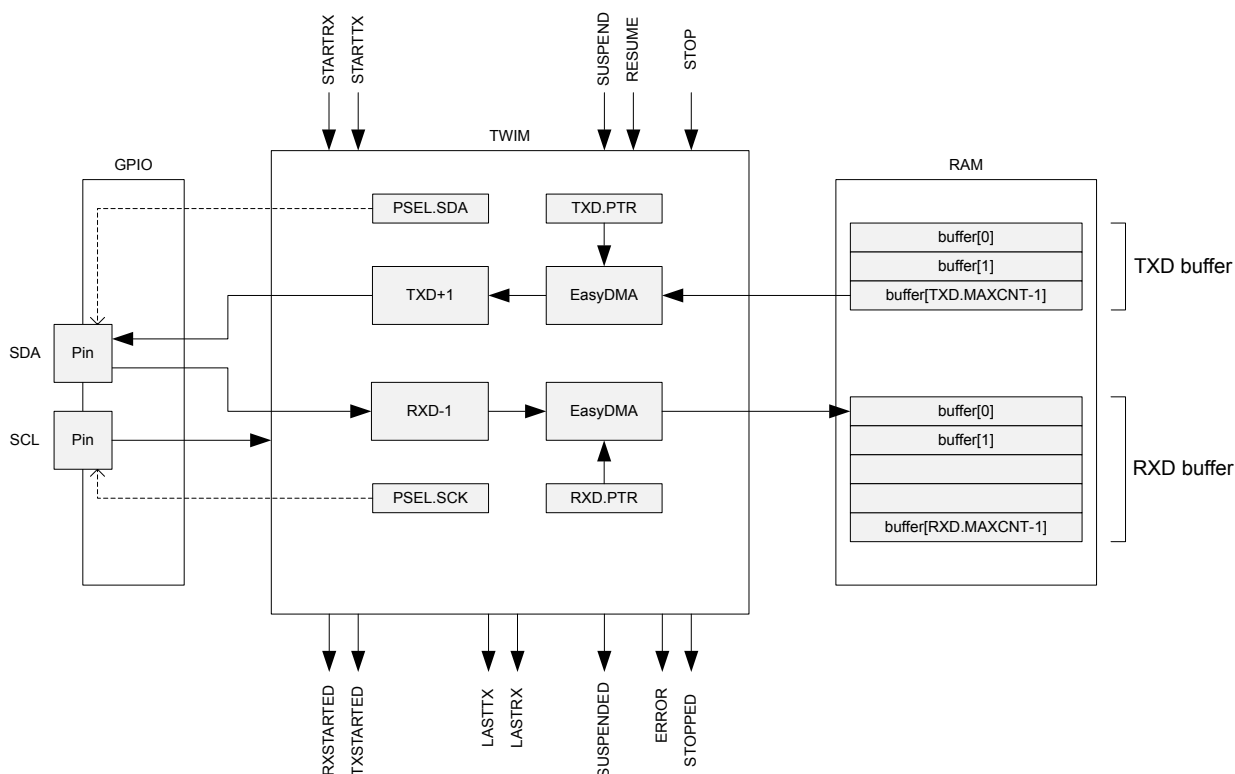 STARTRX
STARTTX
SUSPEND
RESUME
STOP
GPIO
TWIM
RAM
PSEL.SDA
TXD.PTR
buffer[0]
buffer[1]
buffer[TXD.MAXCNT-1]
TXD buffer
TXD+1
EasyDMA
SDA
Pin
RXD-1
EasyDMA
SCL
Pin
buffer[0]
buffer[1]
buffer[RXD.MAXCNT-1]
RXD buffer
PSEL.SCK
RXD.PTR
RXSTARTED
TXSTARTED
LASTTX
LASTRX
SUSPENDED
ERROR
STOPPED